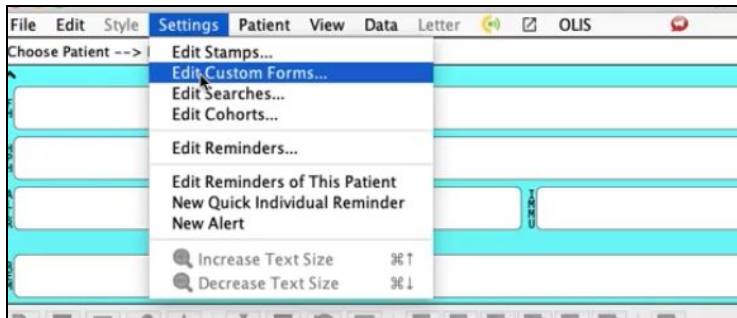 File Edit Style Settings Patient View Data Letter OLIS
Choose Patient -->
Edit Stamps...
Edit Custom Forms...
Edit Searches...
Edit Cohorts...
Edit Reminders...
Edit Reminders of This Patient
New Quick Individual Reminder
New Alert
Increase Text Size ⌘↑
Decrease Text Size ⌘↓
IMMU